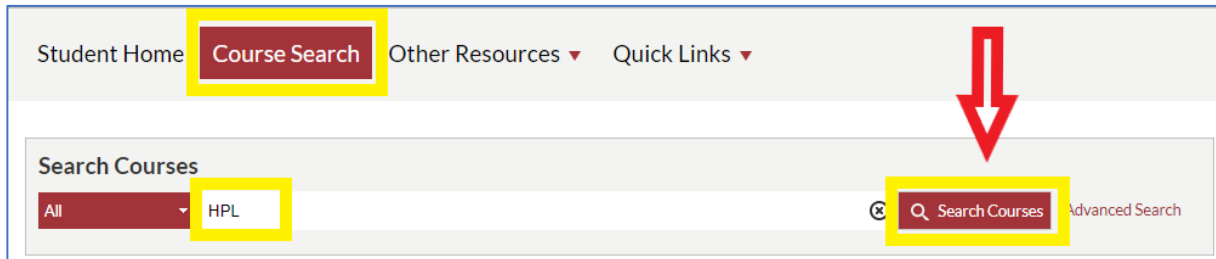 Student Home Course Search Other Resources Quick Links
Search Courses
All HPL Search Courses Advanced Search